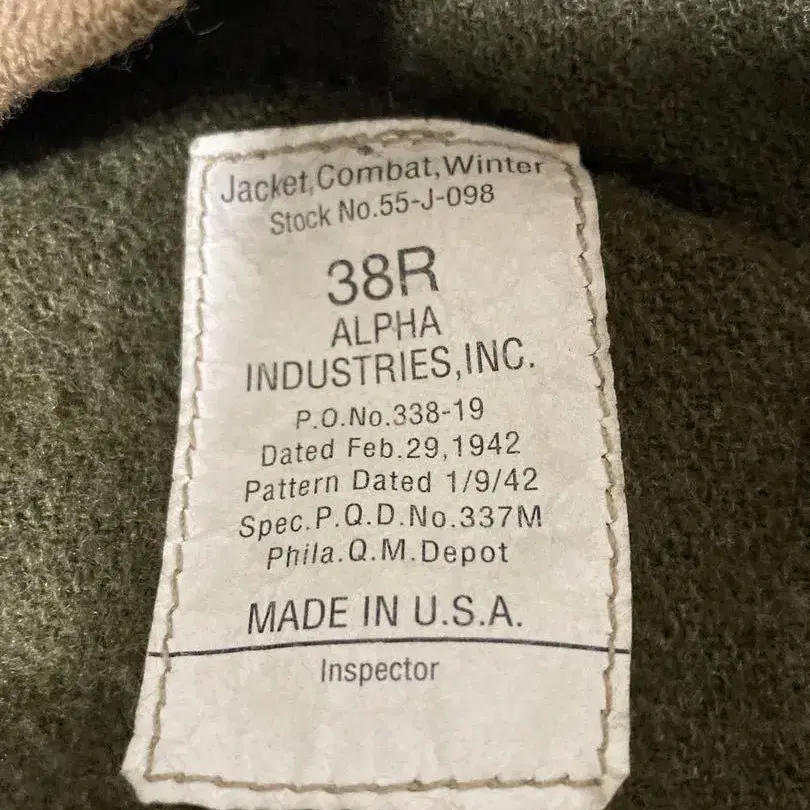 Jacket,Combat,Winter
Stock No.55-J-098
38R
ALPHA
INDUSTRIES,INC.
P.O.No.338-19
Dated Feb.29,1942
Pattern Dated 1/9/42
Spec.P.Q.D.No.337M
Phila.Q.M.Depot
MADE IN U.S.A.
Inspector